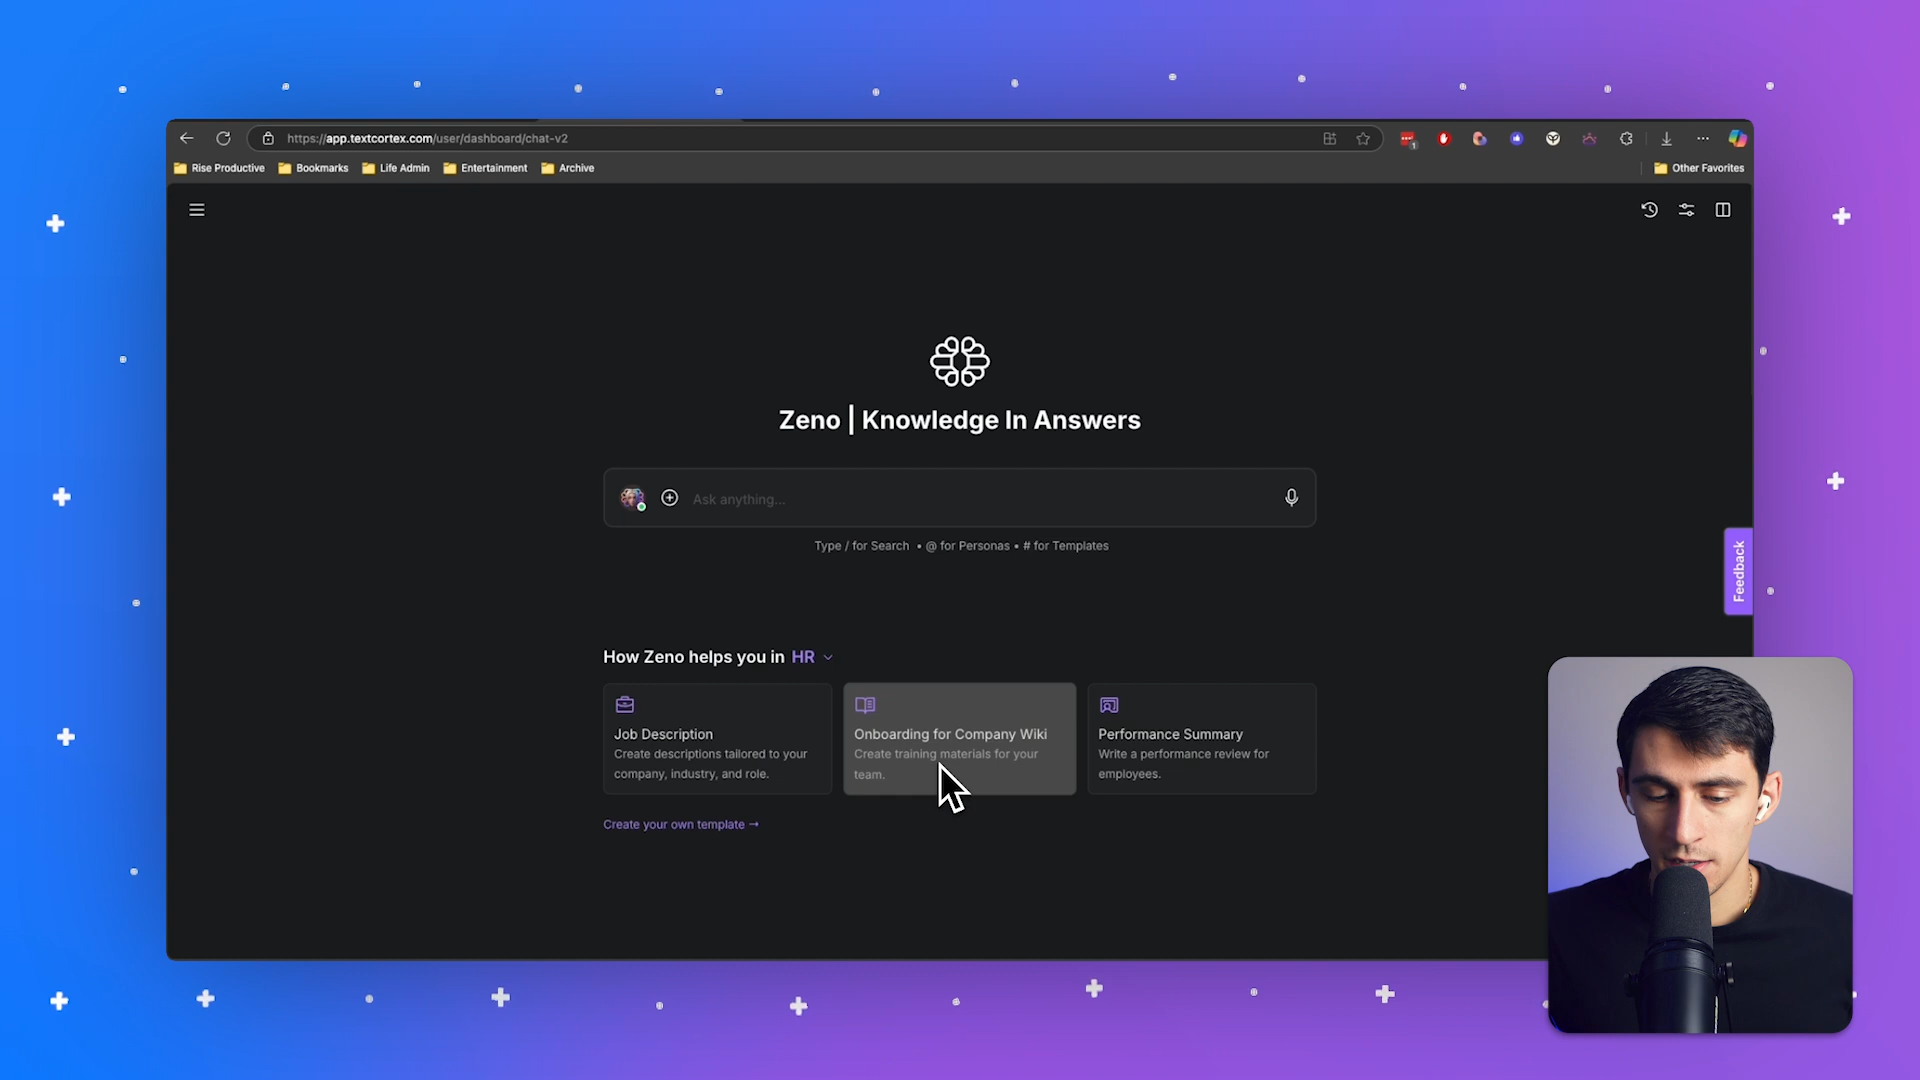 https://app.textcortex.com/user/dashboard/chat-v2
1
Rise Productive
Bookmarks
Life Admin
Entertainment
Archive
Other Favorites
Zeno | Knowledge In Answers
Ask anything...
Type / for Search • @ for Personas • # for Templates
Feedback
How Zeno helps you in HR
Job Description
Create descriptions tailored to your
company, industry, and role.
Onboarding for Company Wiki
Create training materials for your
team.
Performance Summary
Write a performance review for
employees.
Create your own template →